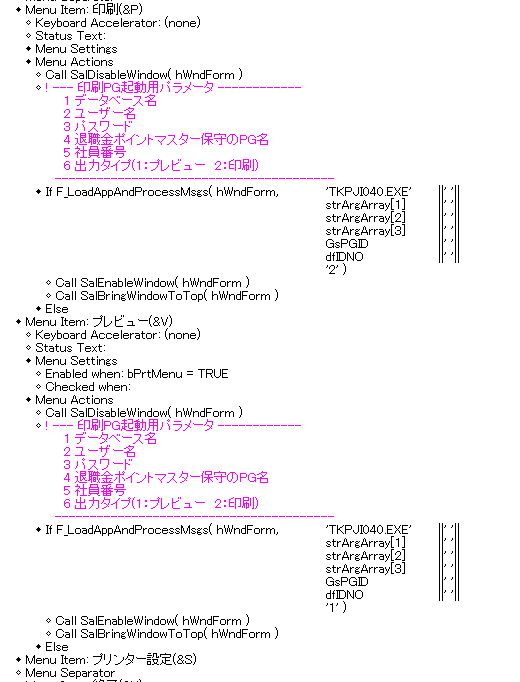 Menu Item: 印刷(&P)
Keyboard Accelerator: (none)
Status Text:
Menu Settings
Menu Actions
Call SalDisableWindow( hWndForm )
! --- 印刷PG起動用パラメータ ------------
1 データベース名
2 ユーザー名
3 パスワード
4 退職金ポイントマスター保守のPG名
5 社員番号
6 出力タイプ(1:プレビュー 2:印刷)
----------------------------------------
If F_LoadAppAndProcessMsgs( hWndForm, 'TKPJI040.EXE' ||' '||
strArgArray[1] ||' '||
strArgArray[2] ||' '||
strArgArray[3] ||' '||
GsPGID ||' '||
dfIDNO ||' '||
'2' )
Call SalEnableWindow( hWndForm )
Call SalBringWindowToTop( hWndForm )
Else
Menu Item: プレビュー(&V)
Keyboard Accelerator: (none)
Status Text:
Menu Settings
Enabled when: bPrtMenu = TRUE
Checked when:
Menu Actions
Call SalDisableWindow( hWndForm )
! --- 印刷PG起動用パラメータ ------------
1 データベース名
2 ユーザー名
3 パスワード
4 退職金ポイントマスター保守のPG名
5 社員番号
6 出力タイプ(1:プレビュー 2:印刷)
----------------------------------------
If F_LoadAppAndProcessMsgs( hWndForm, 'TKPJI040.EXE' ||' '||
strArgArray[1] ||' '||
strArgArray[2] ||' '||
strArgArray[3] ||' '||
GsPGID ||' '||
dfIDNO ||' '||
'1' )
Call SalEnableWindow( hWndForm )
Call SalBringWindowToTop( hWndForm )
Else
Menu Item: プリンター設定(&S)
Menu Separator